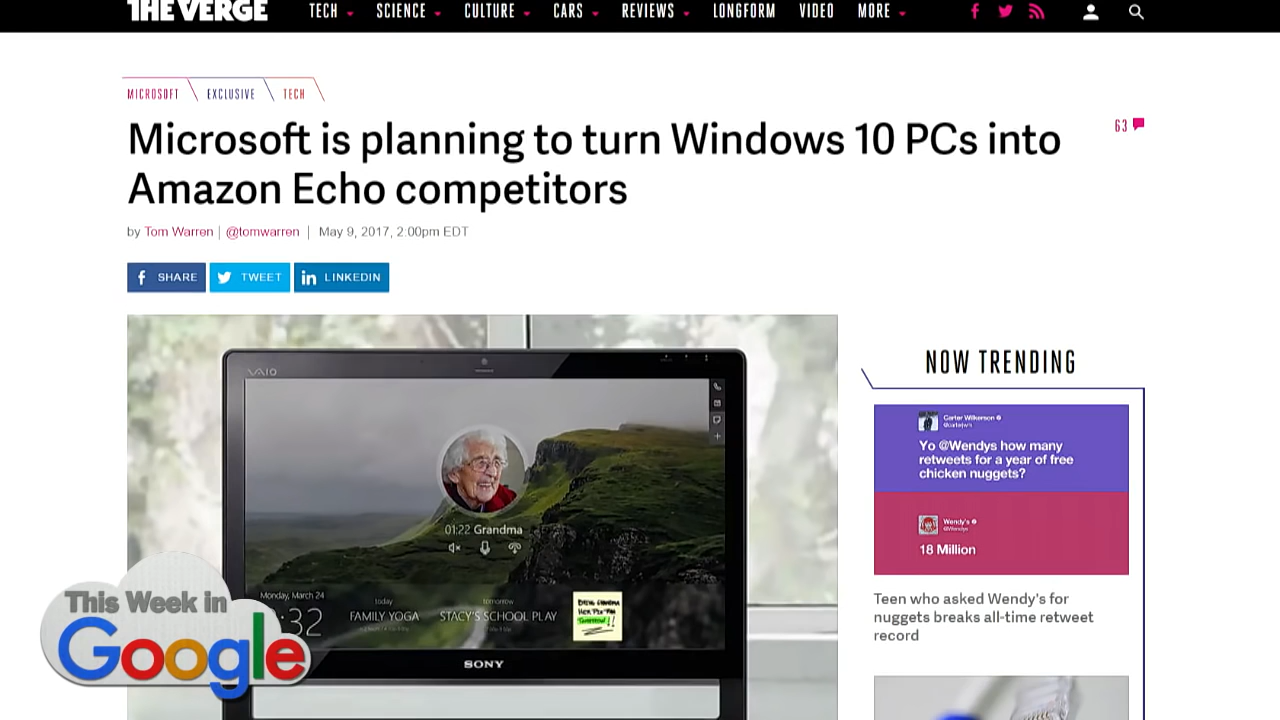 THE VERGE
TECH SCIENCE CULTURE CARS REVIEWS LONGFORM VIDEO MORE
MICROSOFT EXCLUSIVE TECH
Microsoft is planning to turn Windows 10 PCs into
Amazon Echo competitors
63
by Tom Warren | @tomwarren | May 9, 2017, 2:00pm EDT
SHARE TWEET LINKEDIN
VAIO
01:22 Grandma
Monday, March 24
:32
today
FAMILY YOGA
tomorrow
STACY'S SCHOOL PLAY
SONY
This Week in
Google
NOW TRENDING
Carter Wilkerson
Yo @Wendys how many
retweets for a year of free
chicken nuggets?
Wendy's
@Wendys
18 Million
Teen who asked Wendy's for
nuggets breaks all-time retweet
record